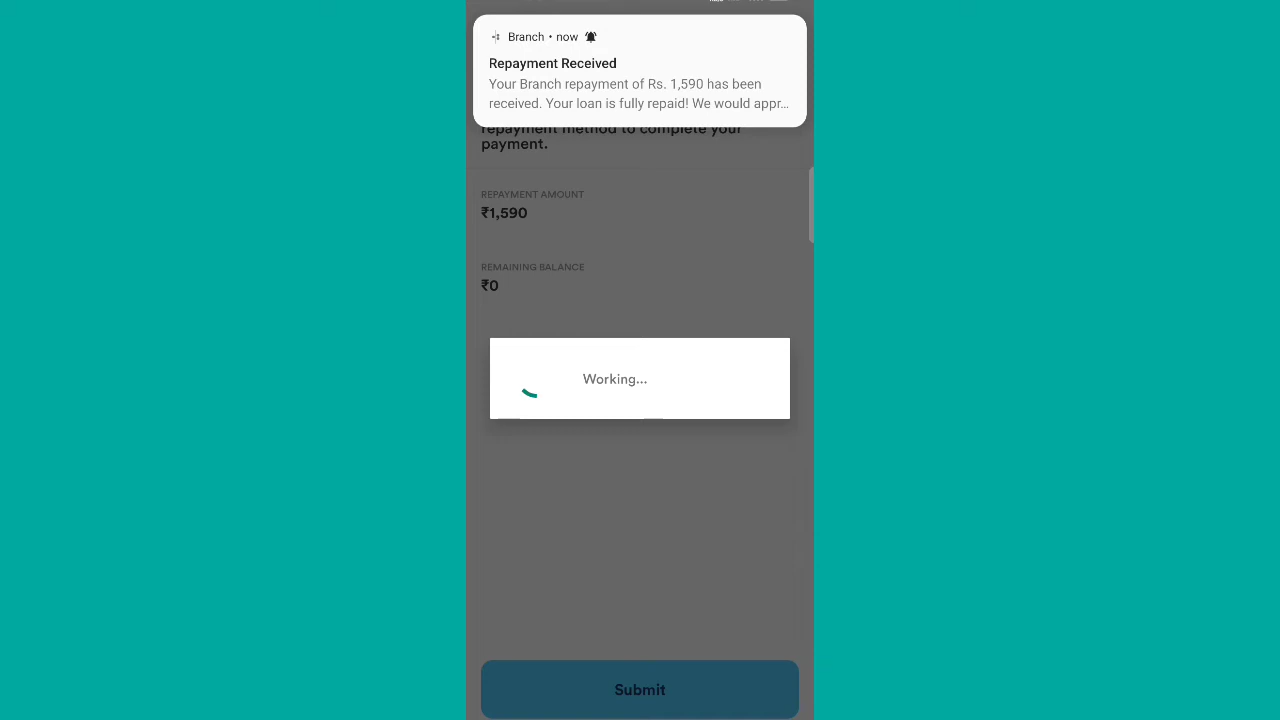 Branch • now
Repayment Received
Your Branch repayment of Rs. 1,590 has been
received. Your loan is fully repaid! We would appr...
repayment method to complete your
payment.
REPAYMENT AMOUNT
₹1,590
REMAINING BALANCE
₹0
Working...
Submit